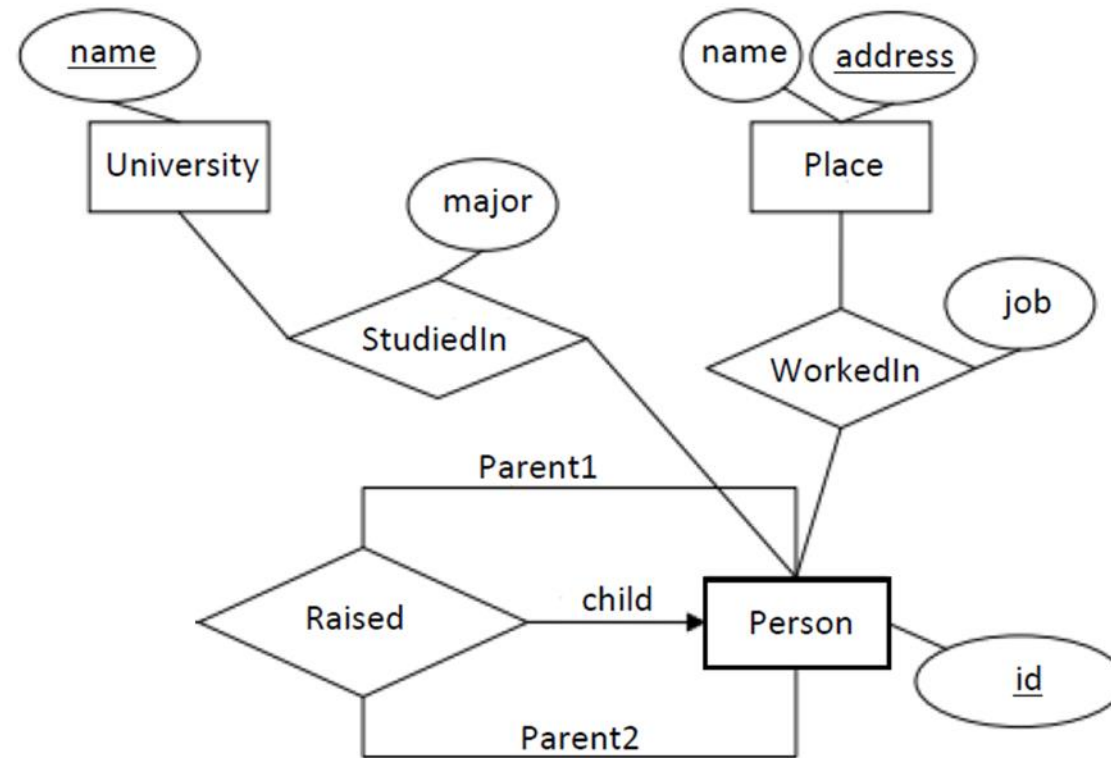 name
name
address
University
Place
major
job
StudiedIn
WorkedIn
Parent1
child
Raised
Person
id
Parent2